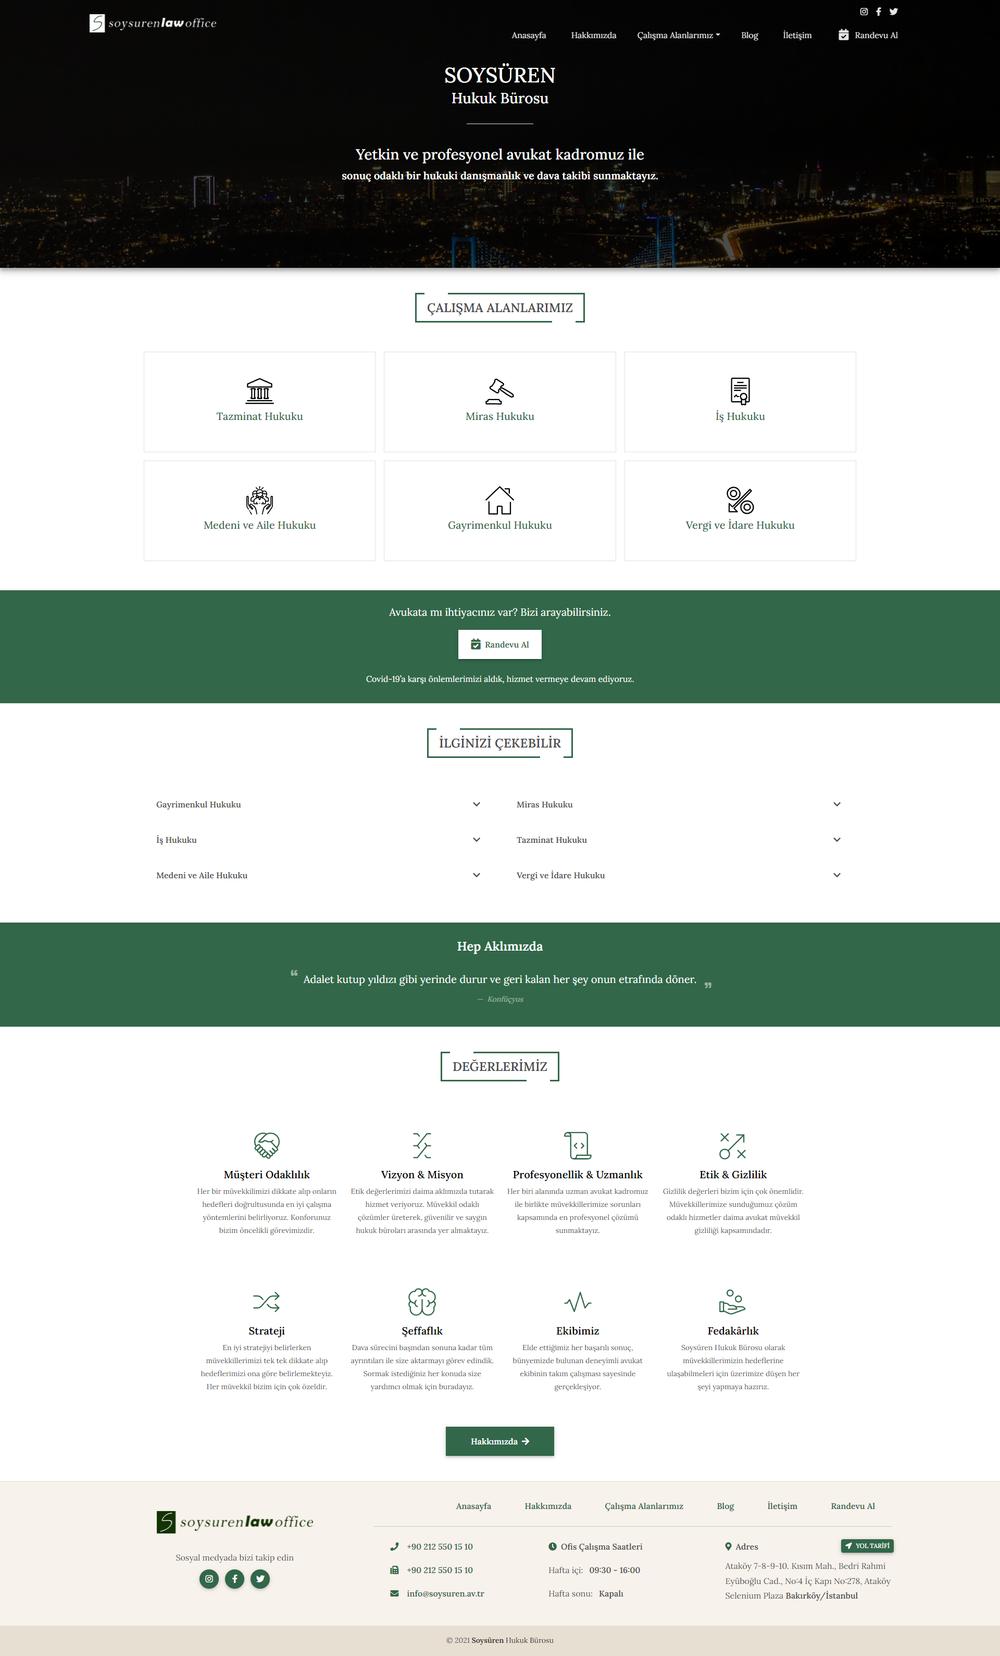 soysurenlawoffice
Anasayfa Hakkımızda Çalışma Alanlarımız Blog İletişim Randevu Al
SOYSÜREN
Hukuk Bürosu
Yetkin ve profesyonel avukat kadromuz ile
sonuç odaklı bir hukuki danışmanlık ve dava takibi sunmaktayız.
ÇALIŞMA ALANLARIMIZ
Tazminat Hukuku
Miras Hukuku
İş Hukuku
Medeni ve Aile Hukuku
Gayrimenkul Hukuku
Vergi ve İdare Hukuku
Avukata mı ihtiyacınız var? Bizi arayabilirsiniz.
Randevu Al
Covid-19'a karşı önlemlerimizi aldık, hizmet vermeye devam ediyoruz.
İLGİNİZİ ÇEKEBİLİR
Gayrimenkul Hukuku
Miras Hukuku
İş Hukuku
Tazminat Hukuku
Medeni ve Aile Hukuku
Vergi ve İdare Hukuku
Hep Aklımızda
“ Adalet kutup yıldızı gibi yerinde durur ve geri kalan her şey onun etrafında döner. ”
— Konfüçyus
DEĞERLERİMİZ
Müşteri Odaklılık
Her bir müvekkilimizi dikkate alıp onların
hedefleri doğrultusunda en iyi çalışma
yöntemlerini belirliyoruz. Konforunuz
bizim öncelikli görevimizdir.
Vizyon & Misyon
Etik değerlerimizi daima aklımızda tutarak
hizmet veriyoruz. Müvekkil odaklı
çözümler üreterek, güvenilir ve saygın
hukuk büroları arasında yer almaktayız.
Profesyonellik & Uzmanlık
Her biri alanında uzman avukat kadromuz
ile birlikte müvekkillerimize sorunları
kapsamında en profesyonel çözümü
sunmaktayız.
Etik & Gizlilik
Gizlilik değerleri bizim için çok önemlidir.
Müvekkillerimize sunduğumuz çözüm
odaklı hizmetler daima avukat müvekkil
gizliliği kapsamındadır.
Strateji
En iyi stratejiyi belirlerken
müvekkillerimizi tek tek dikkate alıp
hedeflerimizi ona göre belirlemekteyiz.
Her müvekkil bizim için çok özeldir.
Şeffaflık
Dava sürecini başından sonuna kadar tüm
ayrıntıları ile size aktarmayı görev edindik.
Sormak istediğiniz her konuda size
yardımcı olmak için buradayız.
Ekibimiz
Elde ettiğimiz her başarılı sonuç,
bünyemizde bulunan deneyimli avukat
ekibinin takım çalışması sayesinde
gerçekleşiyor.
Fedakârlık
Soysüren Hukuk Bürosu olarak
müvekkillerimizin hedeflerine
ulaşabilmeleri için üzerimize düşen her
şeyi yapmaya hazırız.
Hakkımızda
soysurenlawoffice
Sosyal medyada bizi takip edin
Anasayfa Hakkımızda Çalışma Alanlarımız Blog İletişim Randevu Al
+90 212 550 15 10
+90 212 550 15 10
info@soysuren.av.tr
Ofis Çalışma Saatleri
Hafta içi: 09:30 - 16:00
Hafta sonu: Kapalı
Adres
YOL TARİFİ
Ataköy 7-8-9-10. Kısım Mah., Bedri Rahmi
Eyüboğlu Cad., No:4 İç Kapı No:278, Ataköy
Selenium Plaza Bakırköy/İstanbul
© 2021 Soysüren Hukuk Bürosu